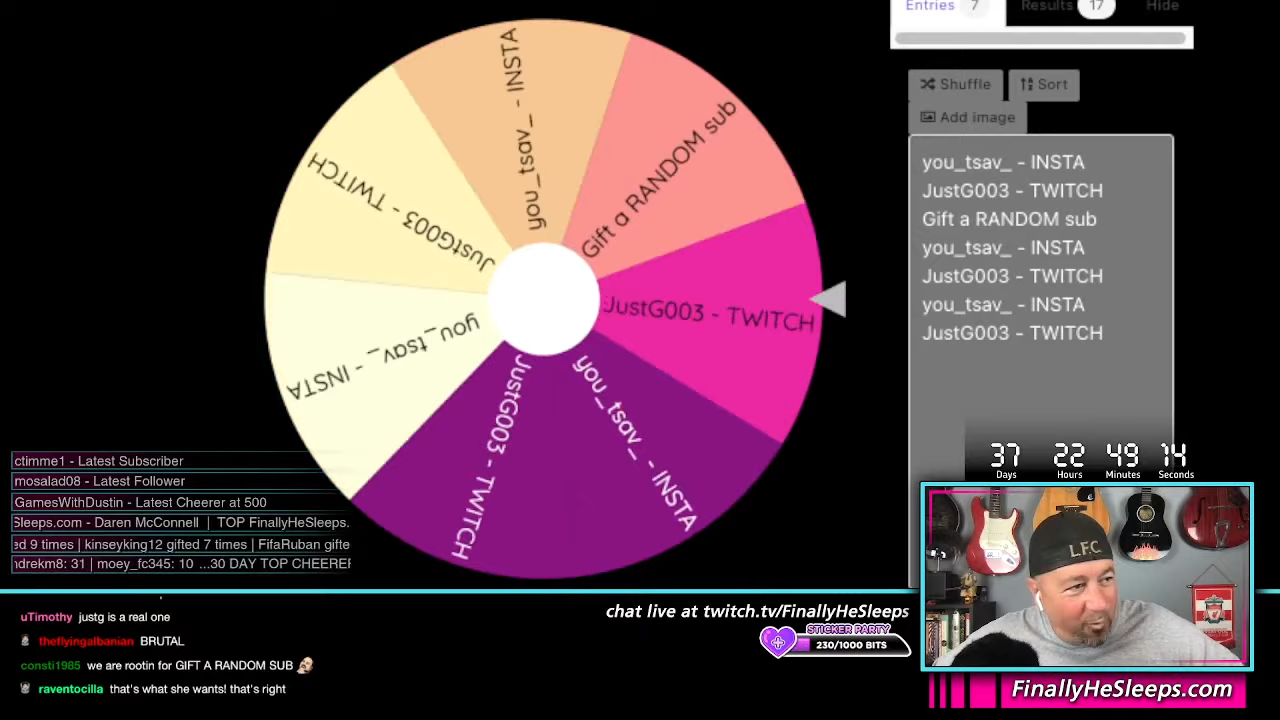 Entries 7
Results 17
Hide
Shuffle
Sort
Add image
you_tsav_ - INSTA
JustG003 - TWITCH
Gift a RANDOM sub
you_tsav_ - INSTA
JustG003 - TWITCH
you_tsav_ - INSTA
JustG003 - TWITCH
you_tsav_ - INSTA
Gift a RANDOM sub
JustG003 - TWITCH
JustG003 - TWITCH
you_tsav_ - INSTA
JustG003 - TWITCH
you_tsav_ - INSTA
37 22 49 14
Days Hours Minutes Seconds
ctimme1 - Latest Subscriber
mosalad08 - Latest Follower
GamesWithDustin - Latest Cheerer at 500
Sleeps.com - Daren McConnell | TOP FinallyHeSleeps.
ed 9 times | kinseyking12 gifted 7 times | FifaRuban gifte
ndrekm8: 31 | moey_fc345: 10 ...30 DAY TOP CHEERER
L.F.C.
uTimothy justg is a real one
theflyingalbanian BRUTAL
consti1985 we are rootin for GIFT A RANDOM SUB
raventocilla that's what she wants! that's right
chat live at twitch.tv/FinallyHeSleeps
STICKER PARTY
230/1000 BITS
FinallyHeSleeps.com